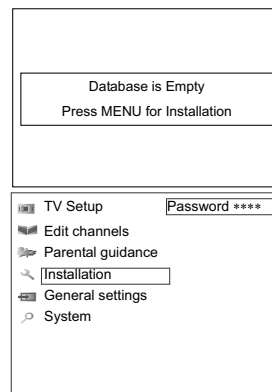 Database is Empty
Press MENU for Installation
TV Setup Password ****
Edit channels
Parental guidance
Installation
General settings
System